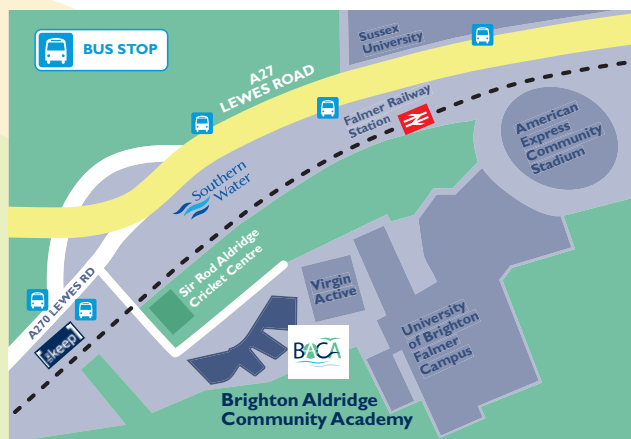 BUS STOP
Sussex
University
A27
LEWES ROAD
Falmer Railway
Station
American
Express
Community
Stadium
Southern
Water
Sir Rod Aldridge
Cricket Centre
Virgin
Active
A270 LEWES RD
the keep
University
of Brighton
Falmer
Campus
BACA
Brighton Aldridge
Community Academy